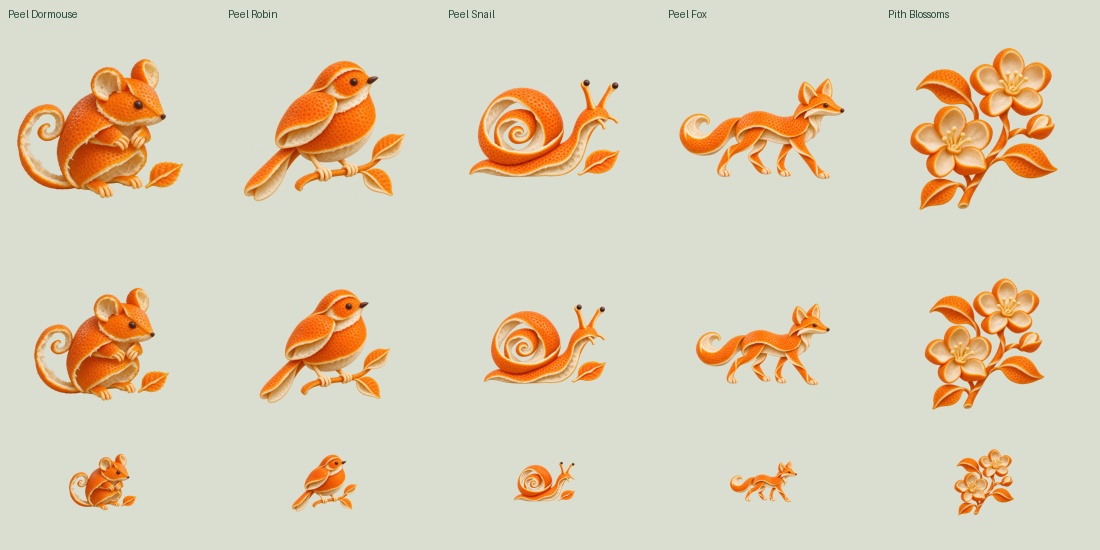 Peel Dormouse
Peel Robin
Peel Snail
Peel Fox
Pith Blossoms